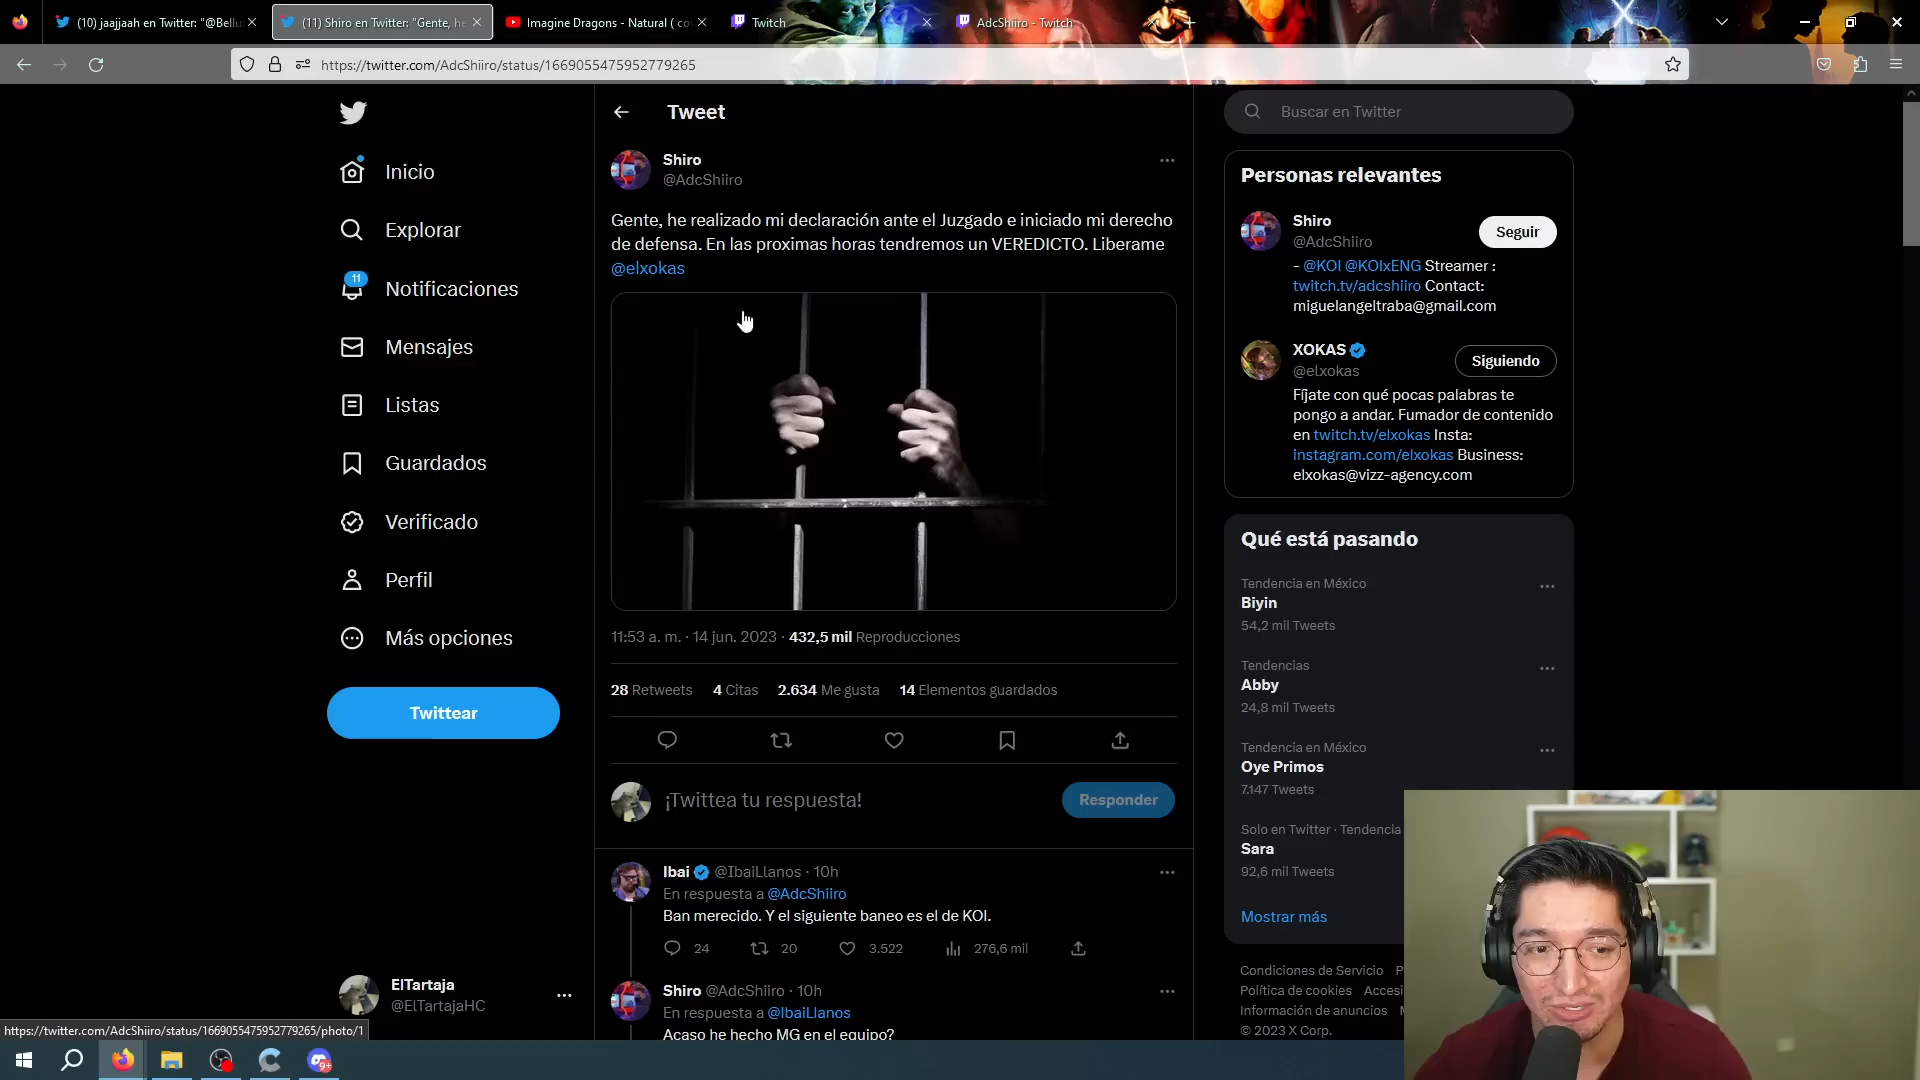 (10) jaajjaah en Twitter: "@Bellu
(11) Shiro en Twitter: "Gente, he
Imagine Dragons - Natural ( cov
Twitch
AdcShiiro - Twitch
https://twitter.com/AdcShiiro/status/1669055475952779265
Inicio
Explorar
11
Notificaciones
Mensajes
Listas
Guardados
Verificado
Perfil
Más opciones
Twittear
ElTartaja
@ElTartajaHC
Tweet
Shiro
@AdcShiiro
Gente, he realizado mi declaración ante el Juzgado e iniciado mi derecho
de defensa. En las proximas horas tendremos un VEREDICTO. Liberame
@elxokas
11:53 a. m. · 14 jun. 2023 · 432,5 mil Reproducciones
28 Retweets 4 Citas 2.634 Me gusta 14 Elementos guardados
¡Twittea tu respuesta!
Responder
Ibai @IbaiLlanos · 10h
En respuesta a @AdcShiiro
Ban merecido. Y el siguiente baneo es el de KOI.
24 20 3.522 276,6 mil
Shiro @AdcShiiro · 10h
En respuesta a @IbaiLlanos
Acaso he hecho MG en el equipo?
Buscar en Twitter
Personas relevantes
Shiro
@AdcShiiro
Seguir
- @KOI @KOIxENG Streamer :
twitch.tv/adcshiiro Contact:
miguelangeltraba@gmail.com
XOKAS
@elxokas
Siguiendo
Fíjate con qué pocas palabras te
pongo a andar. Fumador de contenido
en twitch.tv/elxokas Insta:
instagram.com/elxokas Business:
elxokas@vizz-agency.com
Qué está pasando
Tendencia en México
Biyin
54,2 mil Tweets
Tendencias
Abby
24,8 mil Tweets
Tendencia en México
Oye Primos
7.147 Tweets
Solo en Twitter · Tendencia
Sara
92,6 mil Tweets
Mostrar más
Condiciones de Servicio P
Política de cookies Accesi
Información de anuncios
© 2023 X Corp.
https://twitter.com/AdcShiiro/status/1669055475952779265/photo/1
9+